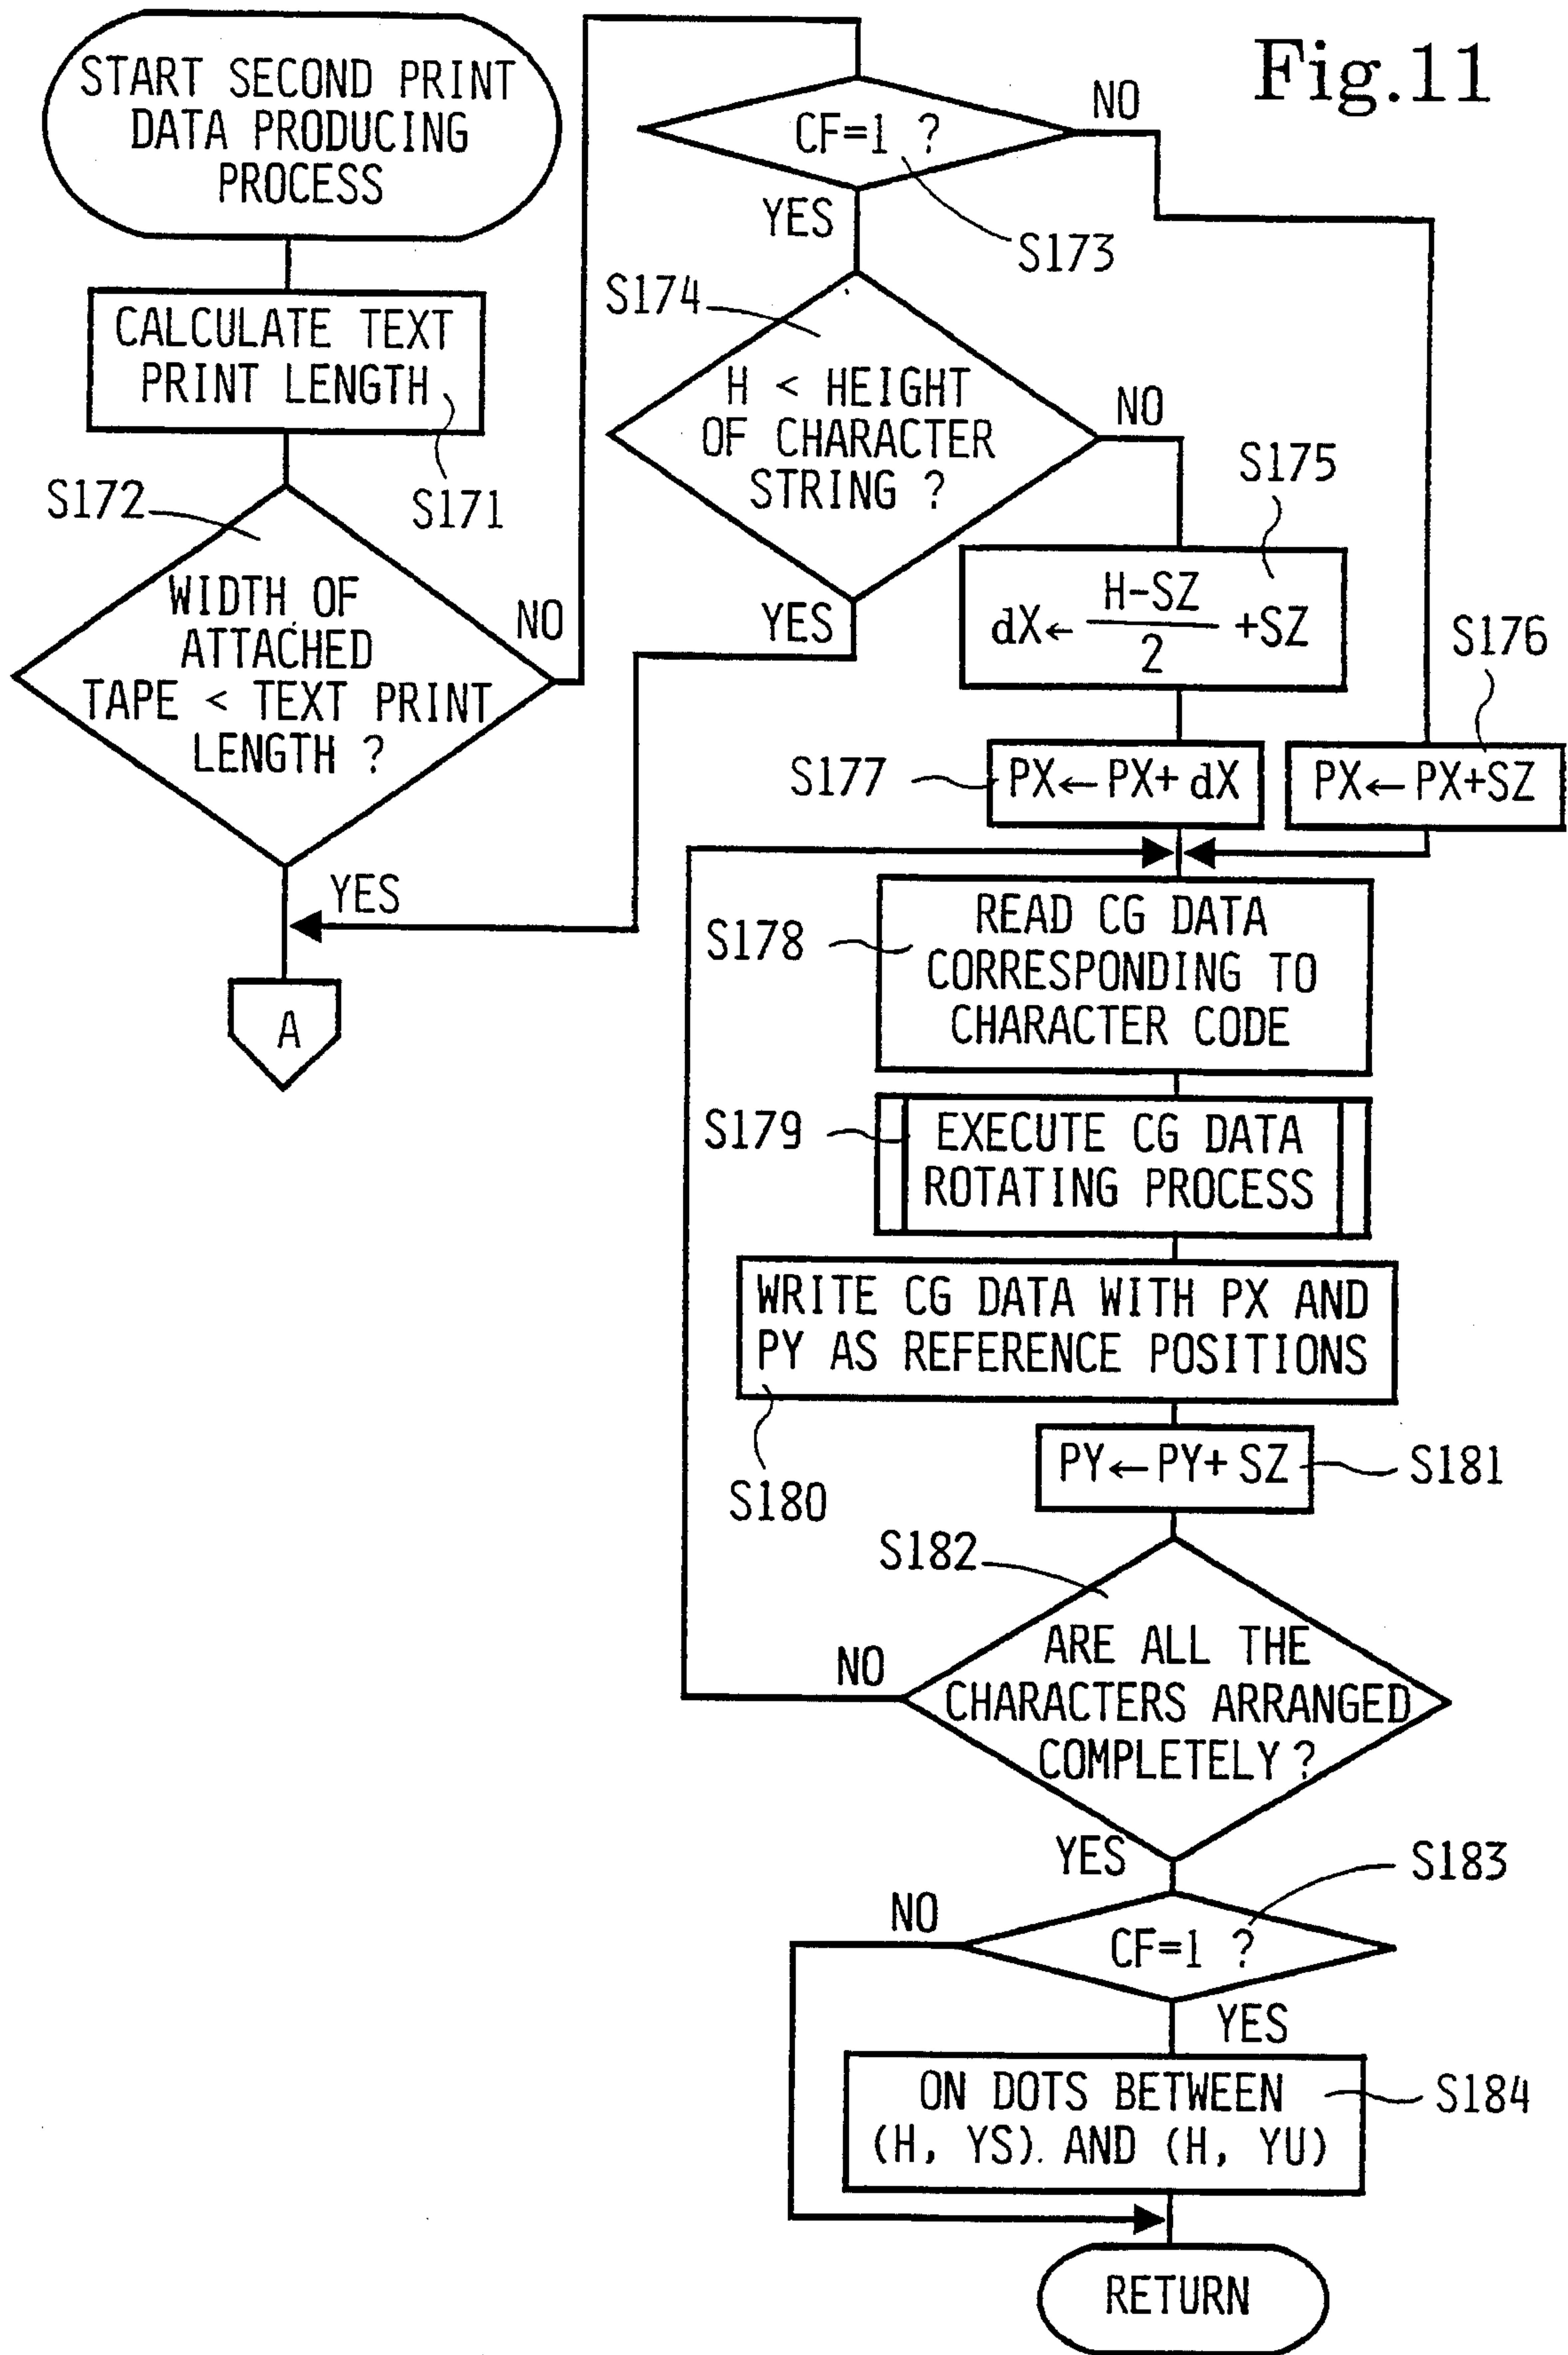 Fig.11
START SECOND PRINT
DATA PRODUCING
PROCESS
CALCULATE TEXT
PRINT LENGTH
S171
S172
WIDTH OF
ATTACHED
TAPE < TEXT PRINT
LENGTH ?
NO
YES
A
CF=1 ?
NO
YES
S173
S174
H < HEIGHT
OF CHARACTER
STRING ?
NO
YES
S175
dX← H-SZ/2 +SZ
S176
PX←PX+SZ
S177
PX←PX+dX
S178
READ CG DATA
CORRESPONDING TO
CHARACTER CODE
S179
EXECUTE CG DATA
ROTATING PROCESS
WRITE CG DATA WITH PX AND
PY AS REFERENCE POSITIONS
S180
PY←PY+SZ
S181
S182
ARE ALL THE
CHARACTERS ARRANGED
COMPLETELY ?
NO
YES
S183
CF=1 ?
NO
YES
ON DOTS BETWEEN
(H, YS). AND (H, YU)
S184
RETURN